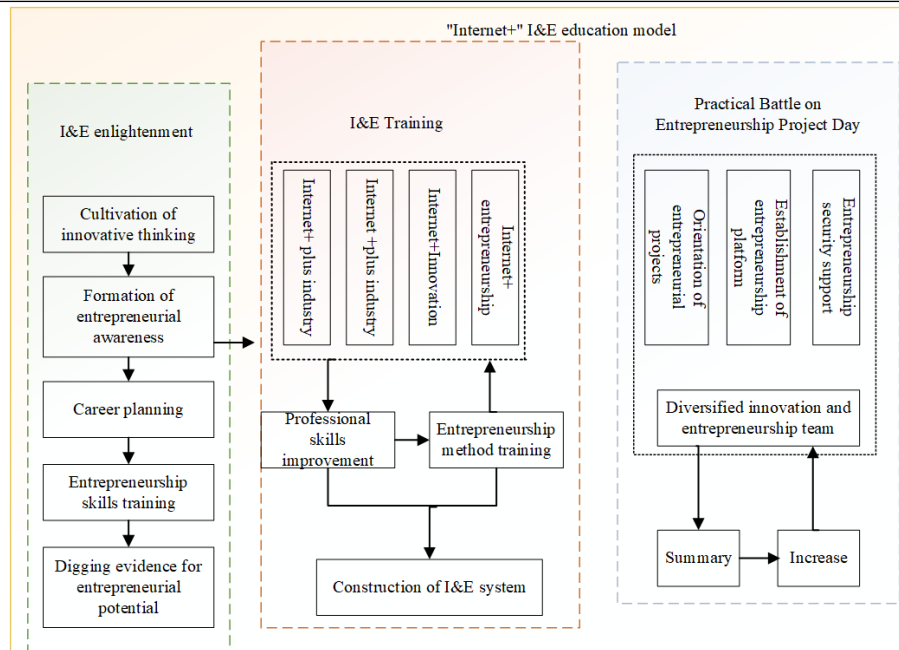 "Internet+" I&E education model
I&E enlightenment
Cultivation of
innovative thinking
Formation of
entrepreneurial
awareness
Career planning
Entrepreneurship
skills training
Digging evidence for
entrepreneurial
potential
I&E Training
Internet+ plus industry
Internet +plus industry
Internet+Innovation
Internet+
entrepreneurship
Professional
skills
improvement
Entrepreneurship
method training
Construction of I&E system
Practical Battle on
Entrepreneurship Project Day
Orientation of
entrepreneurial
projects
Establishment of
entrepreneurship
platform
Entrepreneurship
security support
Diversified innovation and
entrepreneurship team
Summary
Increase